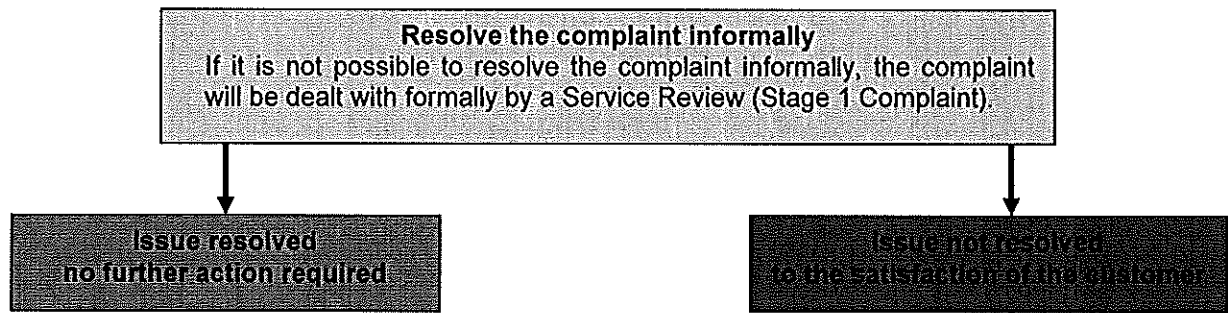 Resolve the complaint informally
If it is not possible to resolve the complaint informally, the complaint
will be dealt with formally by a Service Review (Stage 1 Complaint).
Issue resolved
no further action required
Issue not resolved
to the satisfaction of the customer